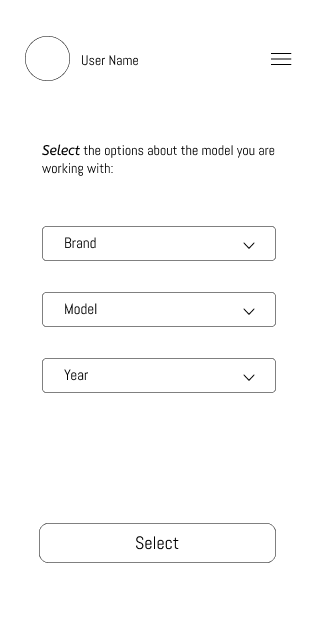 User Name
Select the options about the model you are
working with:
Brand
Model
Year
Select